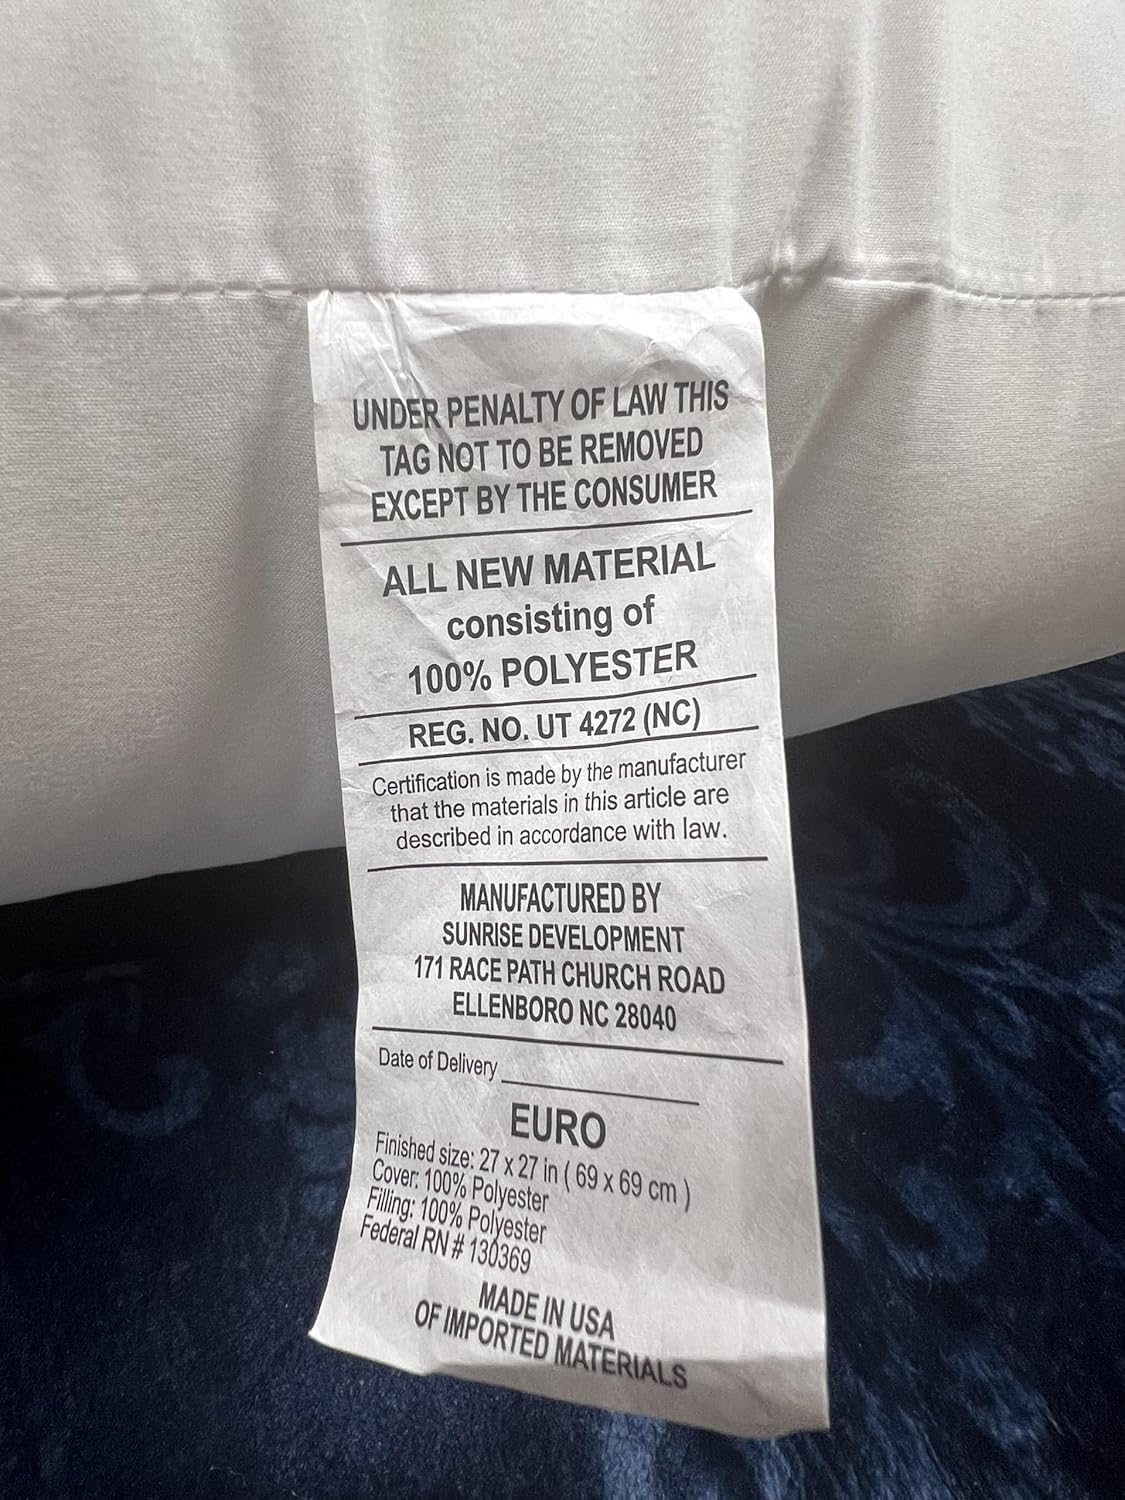 UNDER PENALTY OF LAW THIS
TAG NOT TO BE REMOVED
EXCEPT BY THE CONSUMER
ALL NEW MATERIAL
consisting of
100% POLYESTER
REG. NO. UT 4272 (NC)
Certification is made by the manufacturer
that the materials in this article are
described in accordance with law.
MANUFACTURED BY
SUNRISE DEVELOPMENT
171 RACE PATH CHURCH ROAD
ELLENBORO NC 28040
Date of Delivery
EURO
Finished size: 27 x 27 in ( 69 x 69 cm )
Cover: 100% Polyester
Filling: 100% Polyester
Federal RN # 130369
MADE IN USA
OF IMPORTED MATERIALS